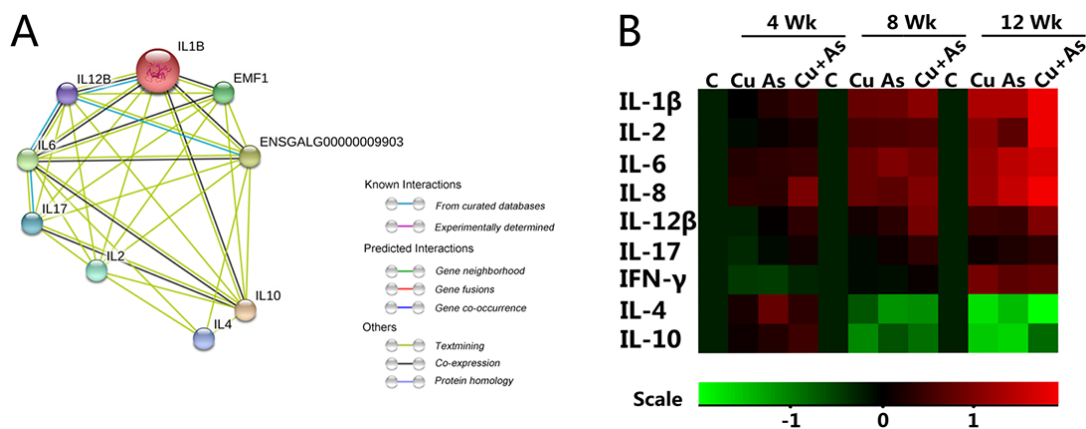 A
IL1B
IL12B
EMF1
IL6
ENSGALG00000009903
IL17
IL2
IL10
IL4
Known Interactions
From curated databases
Experimentally determined
Predicted Interactions
Gene neighborhood
Gene fusions
Gene co-occurrence
Others
Textmining
Co-expression
Protein homology
B
4 Wk 8 Wk 12 Wk
C Cu As Cu+As C Cu As Cu+As C Cu As Cu+As
IL-1β
IL-2
IL-6
IL-8
IL-12β
IL-17
IFN-γ
IL-4
IL-10
Scale
-1 0 1